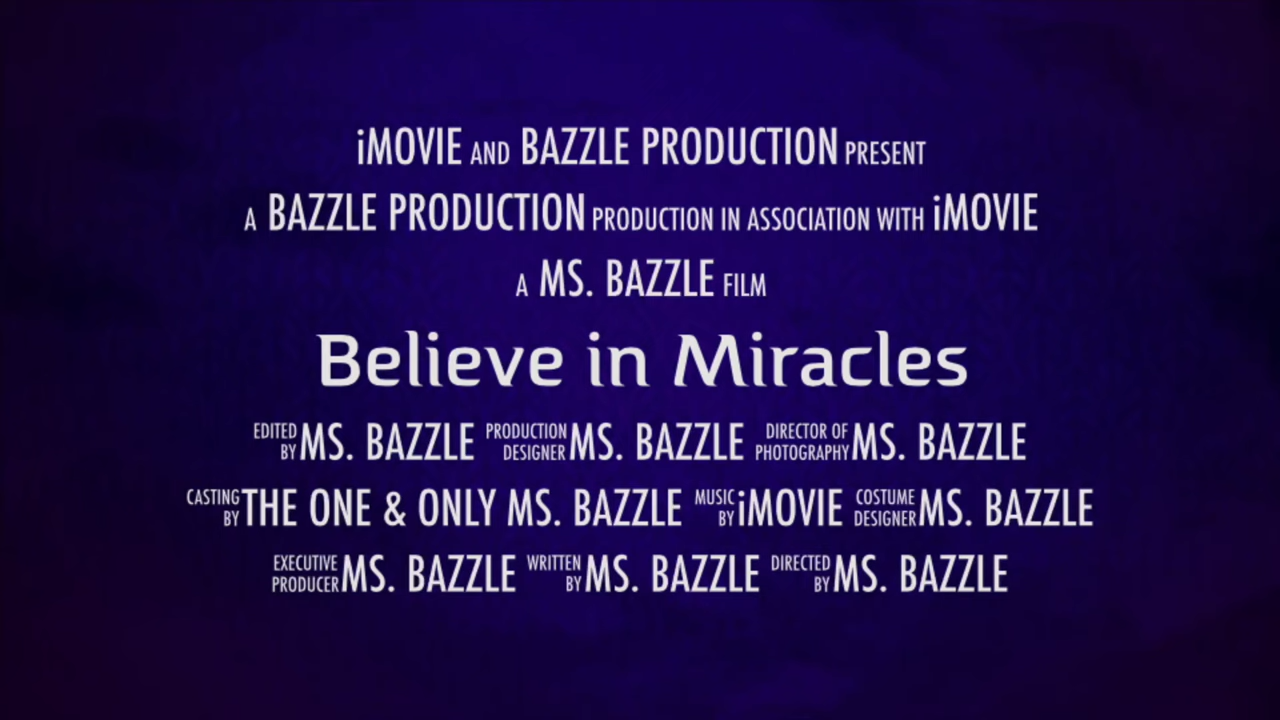 iMOVIE AND BAZZLE PRODUCTION PRESENT
A BAZZLE PRODUCTION PRODUCTION IN ASSOCIATION WITH iMOVIE
A MS. BAZZLE FILM
Believe in Miracles
EDITED BY MS. BAZZLE PRODUCTION DESIGNER MS. BAZZLE DIRECTOR OF PHOTOGRAPHY MS. BAZZLE
CASTING BY THE ONE & ONLY MS. BAZZLE MUSIC BY iMOVIE COSTUME DESIGNER MS. BAZZLE
EXECUTIVE PRODUCER MS. BAZZLE WRITTEN BY MS. BAZZLE DIRECTED BY MS. BAZZLE